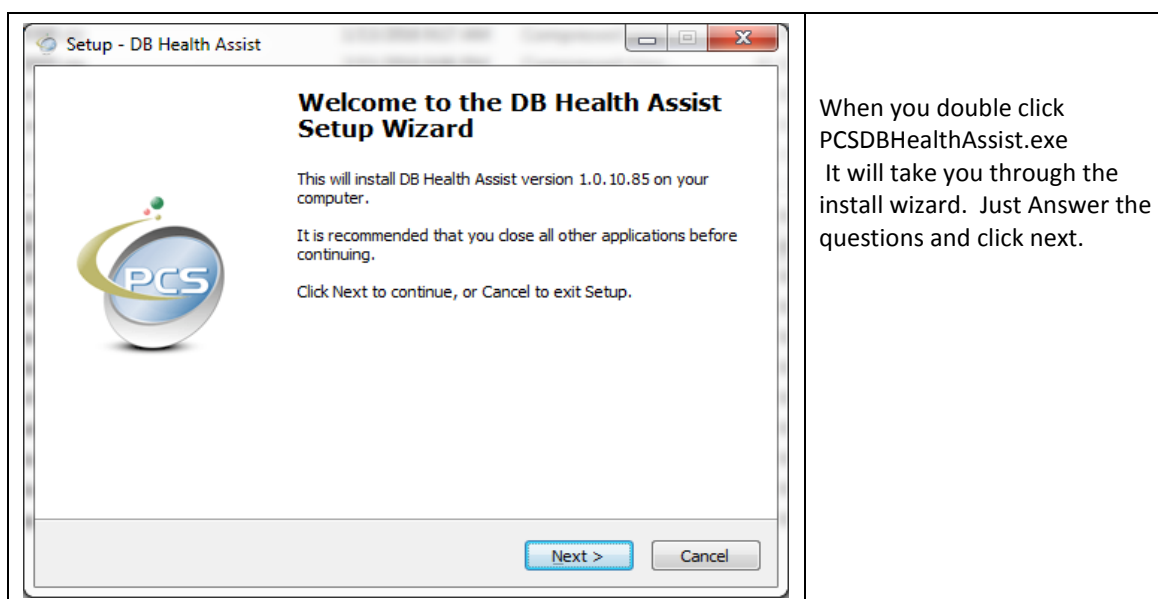 Setup - DB Health Assist
Welcome to the DB Health Assist
Setup Wizard
This will install DB Health Assist version 1.0.10.85 on your
computer.
It is recommended that you close all other applications before
continuing.
Click Next to continue, or Cancel to exit Setup.
PCS
Next >
Cancel
When you double click
PCSDBHealthAssist.exe
It will take you through the
install wizard.  Just Answer the
questions and click next.